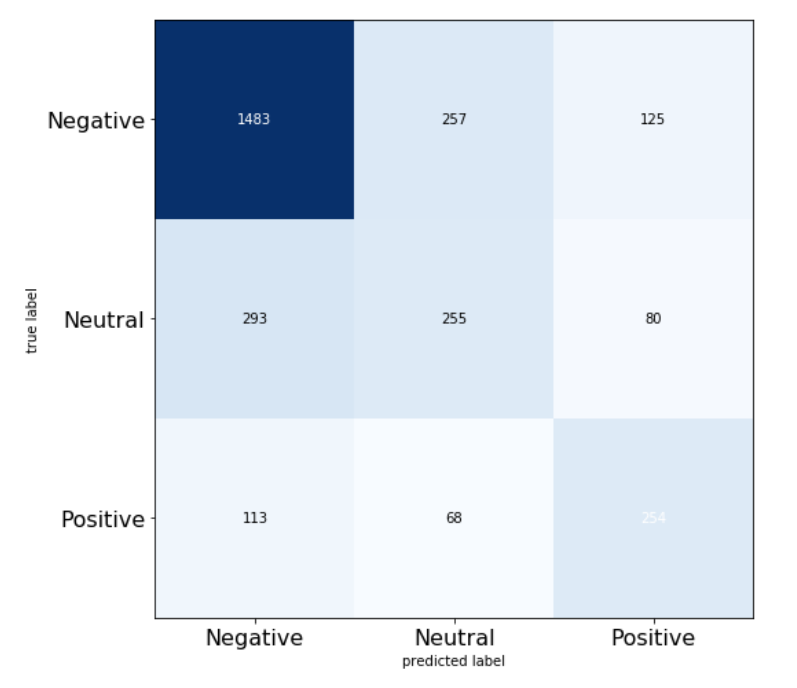 Negative 1483 257 125
Neutral 293 255 80
true label
Positive 113 68 254
Negative Neutral Positive
predicted label